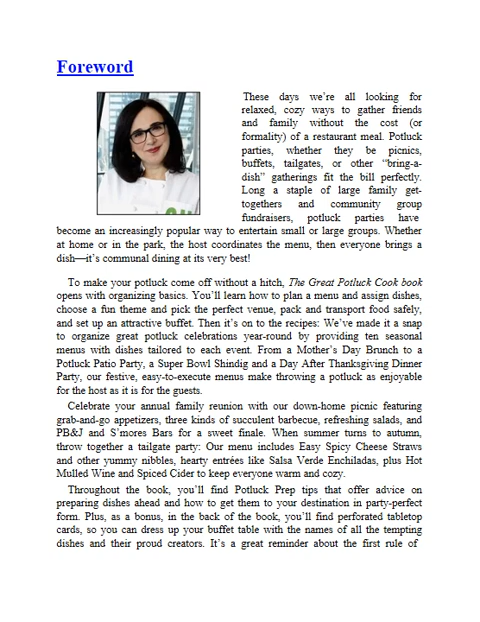 Foreword
These days we're all looking for
relaxed, cozy ways to gather friends
and family without the cost (or
formality) of a restaurant meal. Potluck
parties, whether they be picnics,
buffets, tailgates, or other “bring-a-
dish” gatherings fit the bill perfectly.
Long a staple of large family get-
togethers and community group
fundraisers, potluck parties have
become an increasingly popular way to entertain small or large groups. Whether
at home or in the park, the host coordinates the menu, then everyone brings a
dish—it's communal dining at its very best!
To make your potluck come off without a hitch, The Great Potluck Cook book
opens with organizing basics. You'll learn how to plan a menu and assign dishes,
choose a fun theme and pick the perfect venue, pack and transport food safely,
and set up an attractive buffet. Then it's on to the recipes: We've made it a snap
to organize great potluck celebrations year-round by providing ten seasonal
menus with dishes tailored to each event. From a Mother's Day Brunch to a
Potluck Patio Party, a Super Bowl Shindig and a Day After Thanksgiving Dinner
Party, our festive, easy-to-execute menus make throwing a potluck as enjoyable
for the host as it is for the guests.
Celebrate your annual family reunion with our down-home picnic featuring
grab-and-go appetizers, three kinds of succulent barbecue, refreshing salads, and
PB&J and S'mores Bars for a sweet finale. When summer turns to autumn,
throw together a tailgate party: Our menu includes Easy Spicy Cheese Straws
and other yummy nibbles, hearty entrées like Salsa Verde Enchiladas, plus Hot
Mulled Wine and Spiced Cider to keep everyone warm and cozy.
Throughout the book, you'll find Potluck Prep tips that offer advice on
preparing dishes ahead and how to get them to your destination in party-perfect
form. Plus, as a bonus, in the back of the book, you'll find perforated tabletop
cards, so you can dress up your buffet table with the names of all the tempting
dishes and their proud creators. It's a great reminder about the first rule of